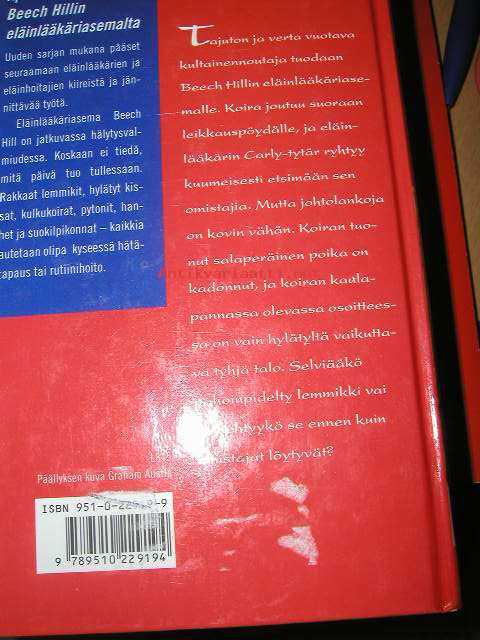 Beech Hillin
eläinlääkäriasemalta
Uuden sarjan mukana pääset
seuraamaan eläinlääkärien ja
eläinhoitajien kiireistä ja jän-
nittävää työtä.
Eläinlääkäriasema Beech
Hill on jatkuvassa hälytysval-
miudessa. Koskaan ei tiedä,
mitä päivä tuo tullessaan.
Rakkaat lemmikit, hylätyt kis-
sat, kulkukoirat, pytonit, han-
het ja suokilpikonnat – kaikkia
autetaan olipa kyseessä hätä-
tapaus tai rutiinihoito.
Tajuton ja verta vuotava
kultainennoutaja tuodaan
Beech Hillin eläinlääkäriase-
malle. Koira joutuu suoraan
leikkauspöydälle, ja eläin-
lääkärin Carly-tytär ryhtyy
kuumeisesti etsimään sen
omistajia. Mutta johtolankoja
on kovin vähän. Koiran tuo-
nut salaperäinen poika on
kadonnut, ja koiran kaula-
pannassa olevassa osoittees-
sa on vain hylätyltä vaikutta-
va tyhjä talo. Selviääkö
lemmikki vai
se ennen kuin
löytyvät?
Antikvariaatti.net
Päällyksen kuva Graham
ISBN 951-0-22919-9
9 789510 229194